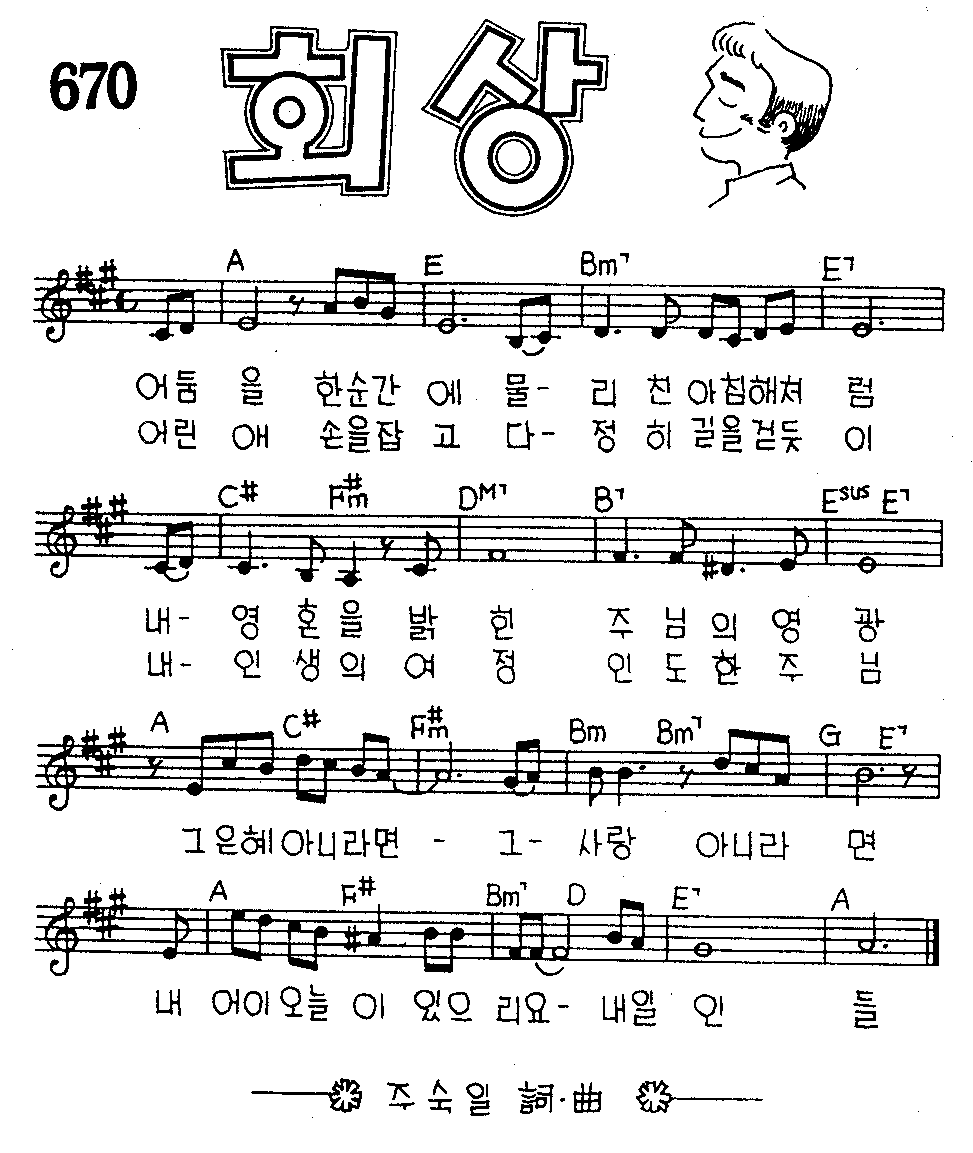 670 회상
A E Bm7 E7
어둠 을 한순간 에 물- 리 친 아침해처 럼
어린 애 손을잡 고 다- 정 히 길을걷듯 이
C# F#m DM7 B7 Esus E7
내- 영 혼 을 밝 힌 주 님 의 영 광
내- 인 생 의 여 정 인 도 한 주 님
A C# F#m Bm Bm7 G E7
그 은혜 아니라면 - 그- 사랑 아니라 면
A F# Bm7 D E7 A
내 어이 오늘 이 있으 리요- 내일 인 들
주숙일 詞·曲